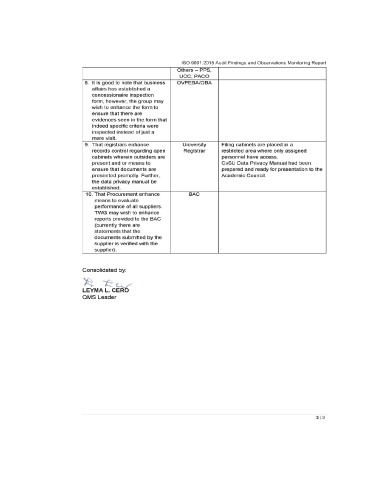 ISO 9001:2015 Audit Findings and Observations Monitoring Report
Others – PPS,
UCC, PACO
8. It is good to note that business
affairs has established a
concessionaire inspection
form, however, the group may
wish to enhance the form to
ensure that there are
evidences seen in the form that
indeed specific criteria were
inspected instead of just a
mere visit.
OVPEBA/OBA
9. That registrars enhance
records control regarding open
cabinets wherein outsiders are
present and or means to
ensure that documents are
presented promptly. Further,
the data privacy manual be
established.
University
Registrar
Filing cabinets are placed in a
restricted area where only assigned
personnel have access.
CvSU Data Privacy Manual had been
prepared and ready for presentation to the
Academic Council.
10. That Procurement enhance
means to evaluate
performance of all suppliers.
TWG may wish to enhance
reports provided to the BAC
(currently there are
statements that the
documents submitted by the
supplier is verified with the
supplier).
BAC
Consolidated by:
LEYMA L. CERO
QMS Leader
3 | 3